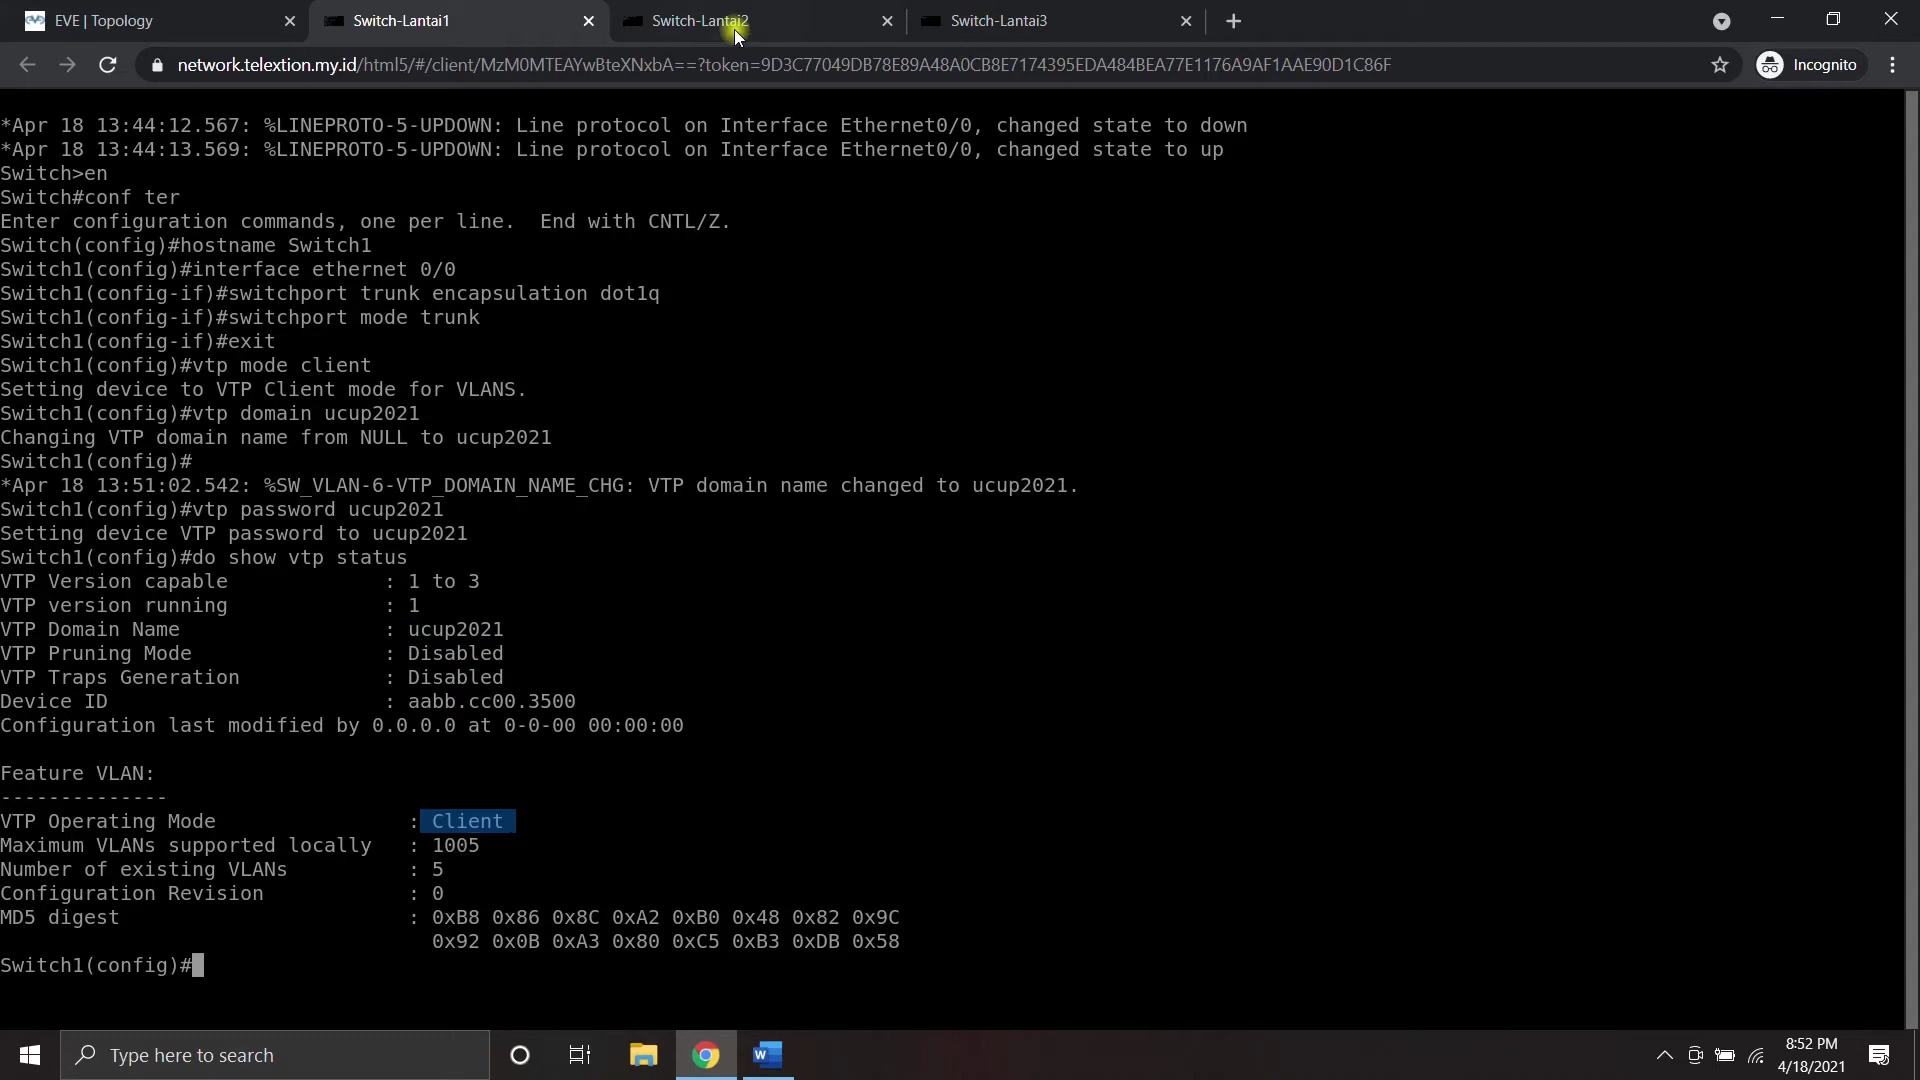 EVE | Topology
Switch-Lantai1
Switch-Lantai2
Switch-Lantai3
network.telextion.my.id/html5/#/client/MzM0MTEAYwBteXNxbA==?token=9D3C77049DB78E89A48A0CB8E7174395EDA484BEA77E1176A9AF1AAE90D1C86F
Incognito
*Apr 18 13:44:12.567: %LINEPROTO-5-UPDOWN: Line protocol on Interface Ethernet0/0, changed state to down
*Apr 18 13:44:13.569: %LINEPROTO-5-UPDOWN: Line protocol on Interface Ethernet0/0, changed state to up
Switch>en
Switch#conf ter
Enter configuration commands, one per line.  End with CNTL/Z.
Switch(config)#hostname Switch1
Switch1(config)#interface ethernet 0/0
Switch1(config-if)#switchport trunk encapsulation dot1q
Switch1(config-if)#switchport mode trunk
Switch1(config-if)#exit
Switch1(config)#vtp mode client
Setting device to VTP Client mode for VLANS.
Switch1(config)#vtp domain ucup2021
Changing VTP domain name from NULL to ucup2021
Switch1(config)#
*Apr 18 13:51:02.542: %SW_VLAN-6-VTP_DOMAIN_NAME_CHG: VTP domain name changed to ucup2021.
Switch1(config)#vtp password ucup2021
Setting device VTP password to ucup2021
Switch1(config)#do show vtp status
VTP Version capable             : 1 to 3
VTP version running             : 1
VTP Domain Name                 : ucup2021
VTP Pruning Mode                : Disabled
VTP Traps Generation            : Disabled
Device ID                       : aabb.cc00.3500
Configuration last modified by 0.0.0.0 at 0-0-00 00:00:00
Feature VLAN:
--------------
VTP Operating Mode                : Client
Maximum VLANs supported locally   : 1005
Number of existing VLANs          : 5
Configuration Revision            : 0
MD5 digest                        : 0xB8 0x86 0x8C 0xA2 0xB0 0x48 0x82 0x9C
0x92 0x0B 0xA3 0x80 0xC5 0xB3 0xDB 0x58
Switch1(config)#
Type here to search
8:52 PM
4/18/2021